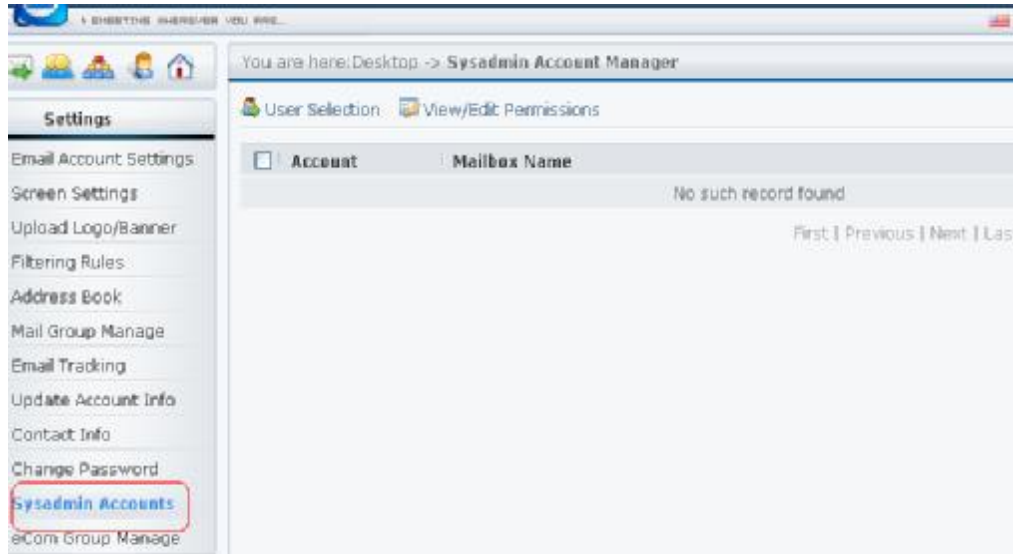 You are here:Desktop -> Sysadmin Account Manager
Settings
User Selection View/Edit Permissions
Email Account Settings
Account Mailbox Name
Screen Settings
No such record found
Upload Logo/Banner
First | Previous | Next | Las
Filtering Rules
Address Book
Mail Group Manage
Email Tracking
Update Account Info
Contact Info
Change Password
Sysadmin Accounts
eCom Group Manage